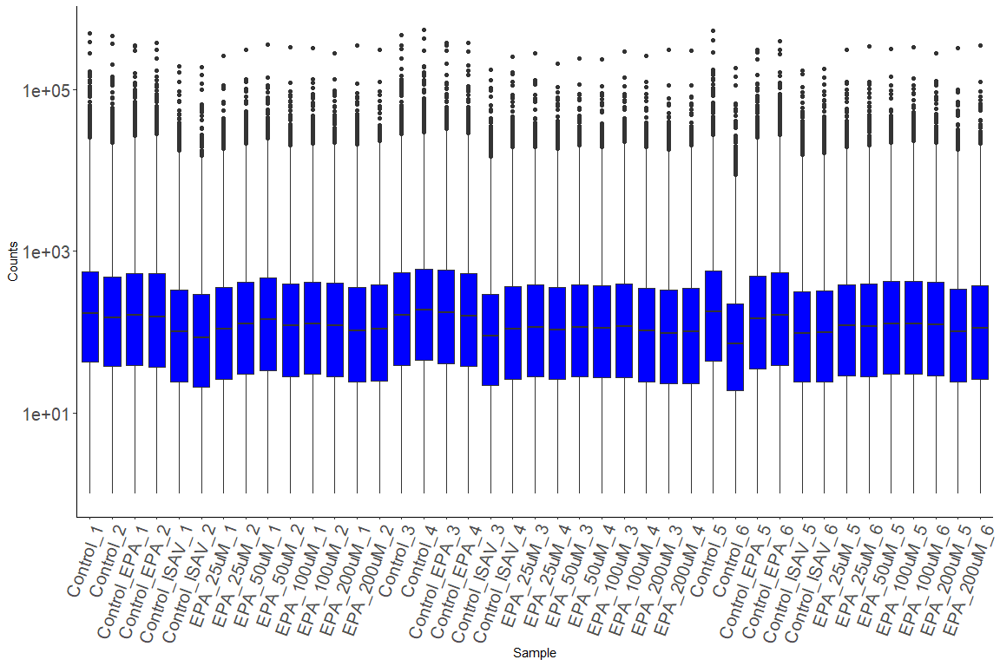 Counts
1e+05
1e+03
1e+01
Control_1
Control_2
Control_EPA_1
Control_EPA_2
Control_ISAV_1
Control_ISAV_2
EPA_25uM_1
EPA_25uM_2
EPA_50uM_1
EPA_50uM_2
EPA_100uM_1
EPA_100uM_2
EPA_200uM_1
EPA_200uM_2
Control_3
Control_4
Control_EPA_3
Control_EPA_4
Control_ISAV_3
Control_ISAV_4
EPA_25uM_3
EPA_25uM_4
EPA_50uM_3
EPA_50uM_4
EPA_100uM_3
EPA_100uM_4
EPA_200uM_3
EPA_200uM_4
Control_5
Control_6
Control_EPA_5
Control_EPA_6
Control_ISAV_5
Control_ISAV_6
EPA_25uM_5
EPA_25uM_6
EPA_50uM_5
EPA_50uM_6
EPA_100uM_6
EPA_200uM_5
EPA_200uM_6
Sample